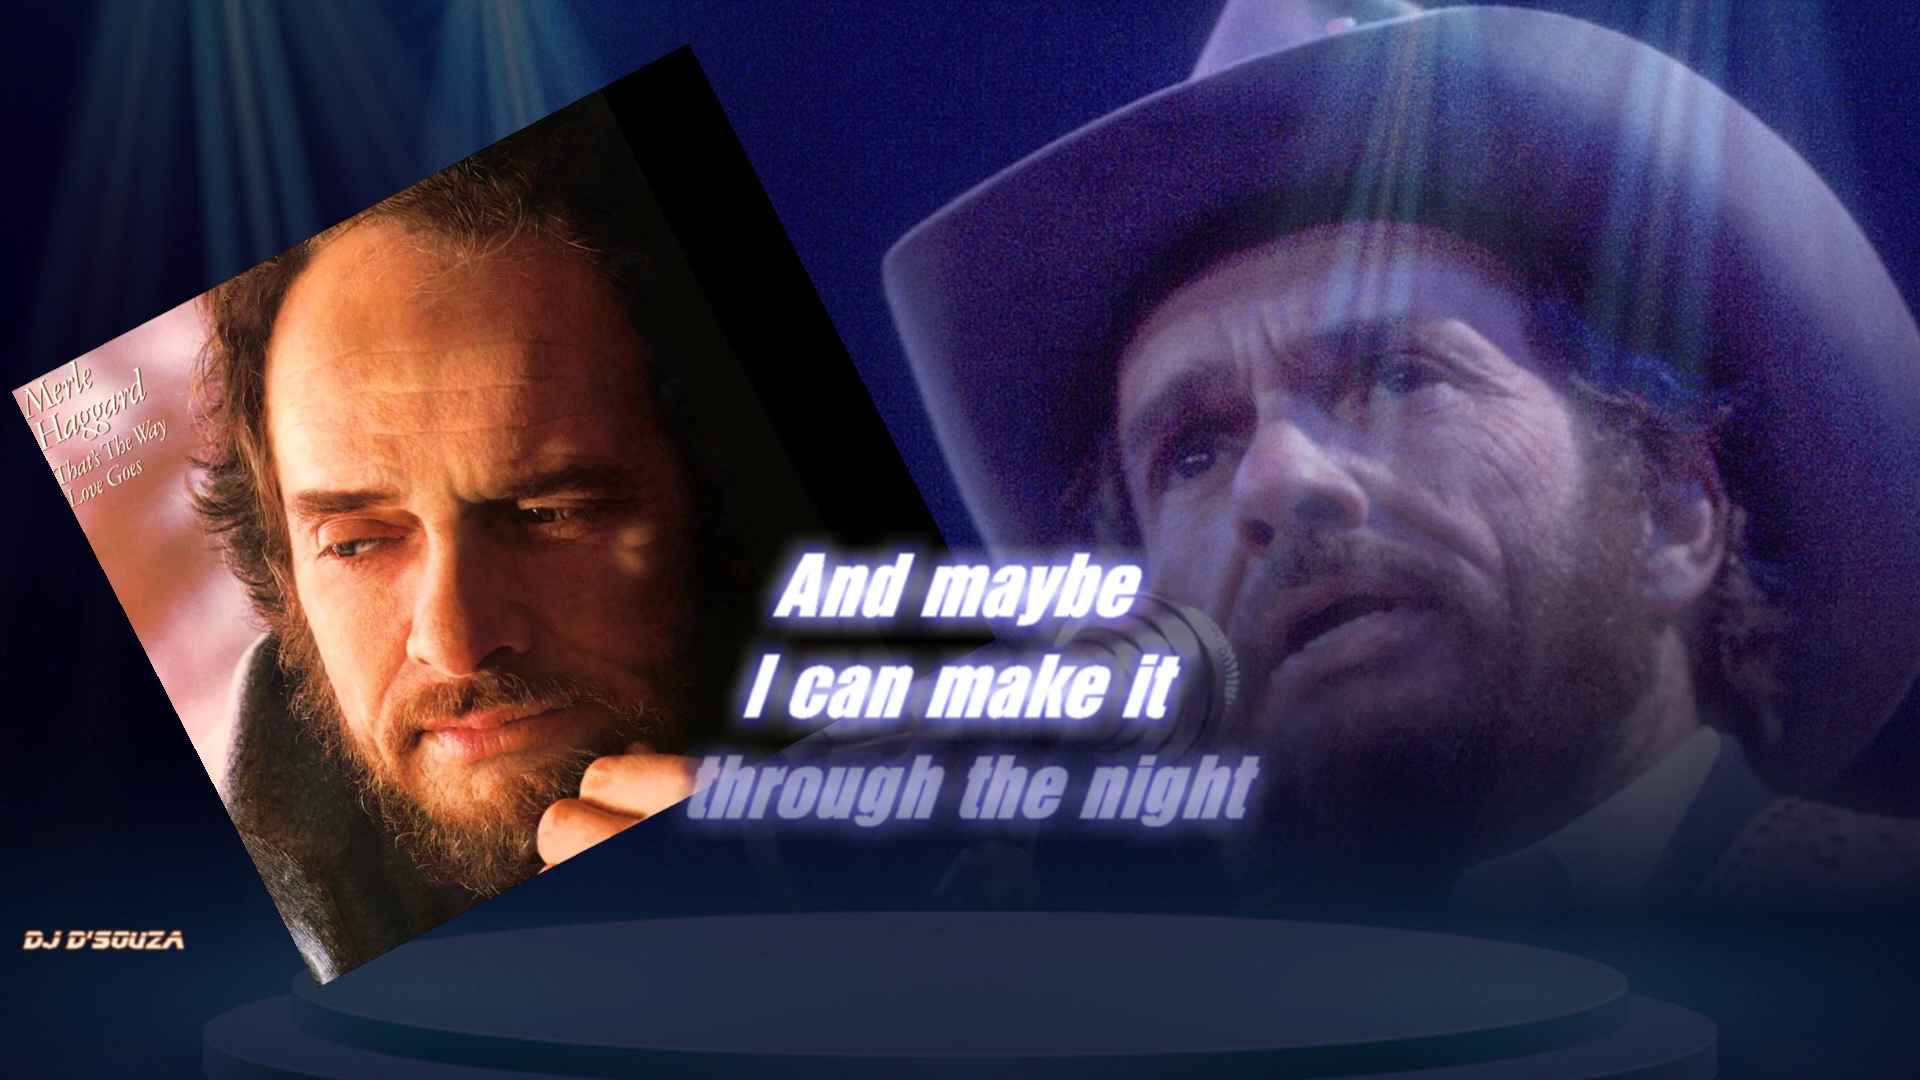 Merle
Haggard
That's The Way
Love Goes
And maybe
I can make it
through the night
DJ D'SOUZA